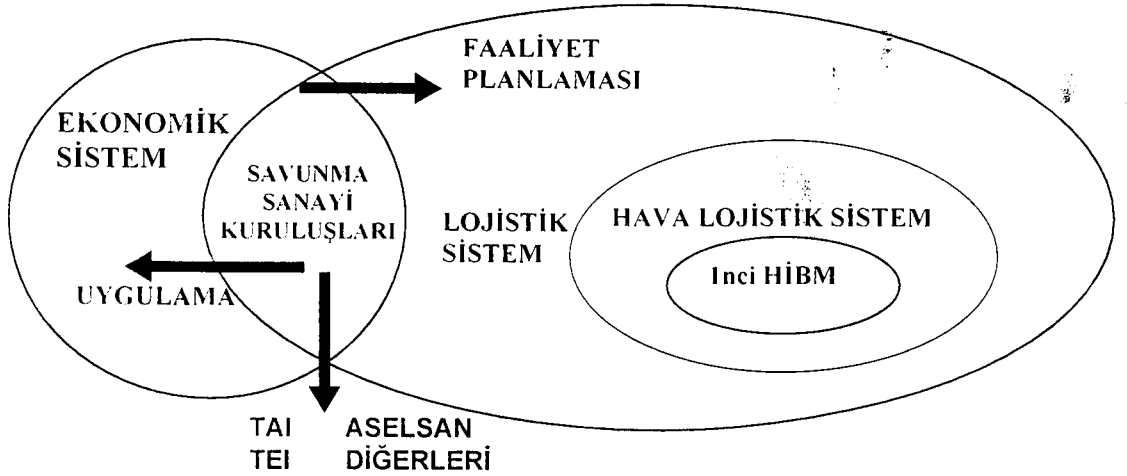 FAALİYET
PLANLAMASI
EKONOMİK
SİSTEM
SAVUNMA
SANAYİ
KURULUŞLARI
LOJİSTİK
SİSTEM
HAVA LOJİSTİK SİSTEM
1inci HİBM
UYGULAMA
TAI ASELSAN
TEI DİĞERLERİ